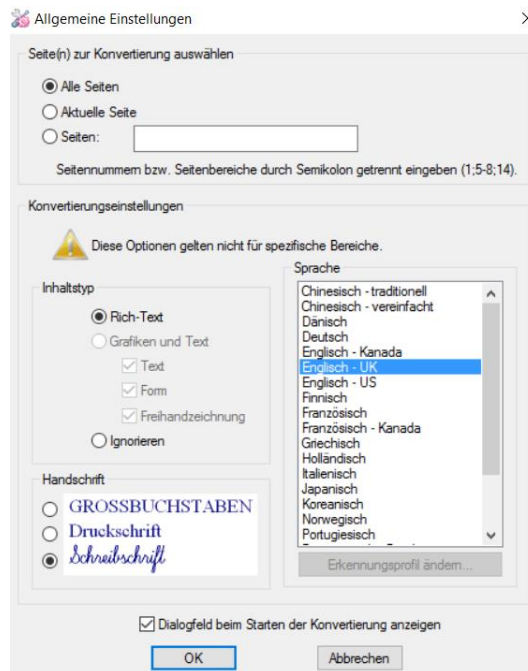 Allgemeine Einstellungen
Seite(n) zur Konvertierung auswählen
Alle Seiten
Aktuelle Seite
Seiten:
Seitennummern bzw. Seitenbereiche durch Semikolon getrennt eingeben (1;5-8;14).
Konvertierungseinstellungen
Diese Optionen gelten nicht für spezifische Bereiche.
Inhaltstyp
Rich-Text
Grafiken und Text
Text
Form
Freihandzeichnung
Ignorieren
Handschrift
GROSSBUCHSTABEN
Druckschrift
Schreibschrift
Sprache
Chinesisch - traditionell
Chinesisch - vereinfacht
Dänisch
Deutsch
Englisch - Kanada
Englisch - UK
Englisch - US
Finnisch
Französisch
Französisch - Kanada
Griechisch
Holländisch
Italienisch
Japanisch
Koreanisch
Norwegisch
Portugiesisch
Erkennungsprofil ändern...
Dialogfeld beim Starten der Konvertierung anzeigen
OK
Abbrechen